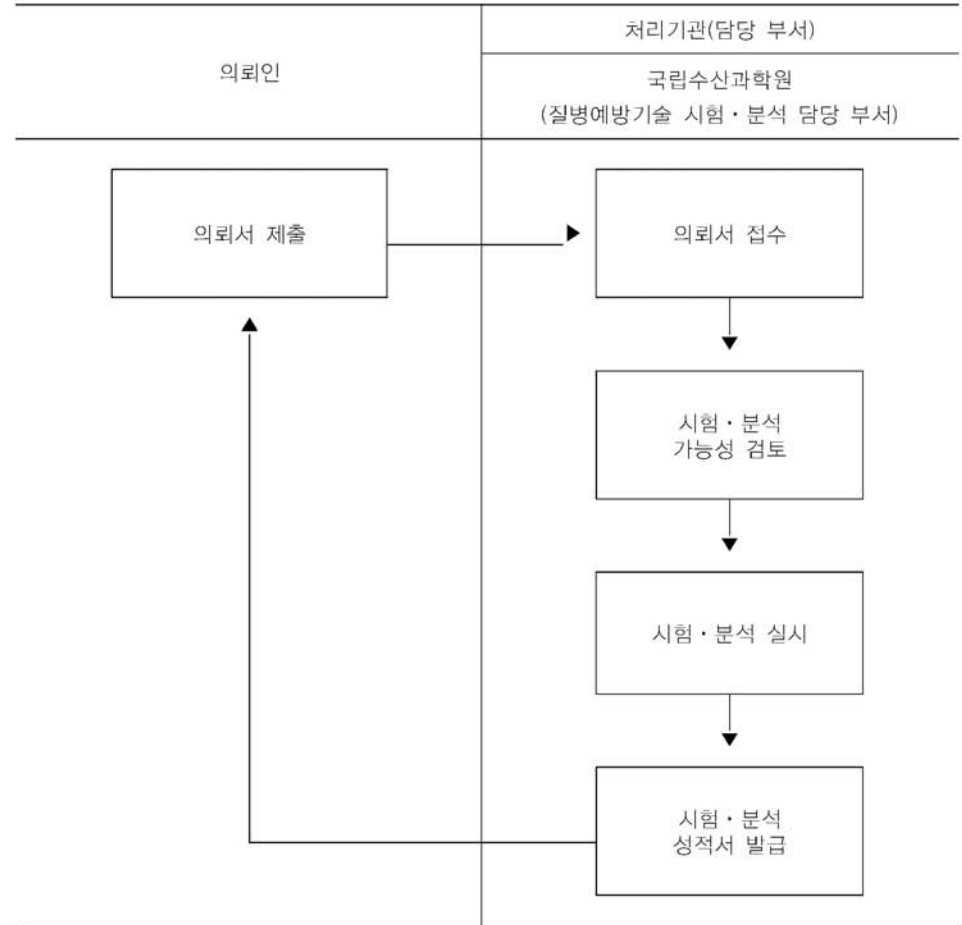 의뢰인
처리기관(담당 부서)
국립수산과학원
(질병예방기술 시험・분석 담당 부서)
의뢰서 제출
의뢰서 접수
시험・분석
가능성 검토
시험・분석 실시
시험・분석
성적서 발급